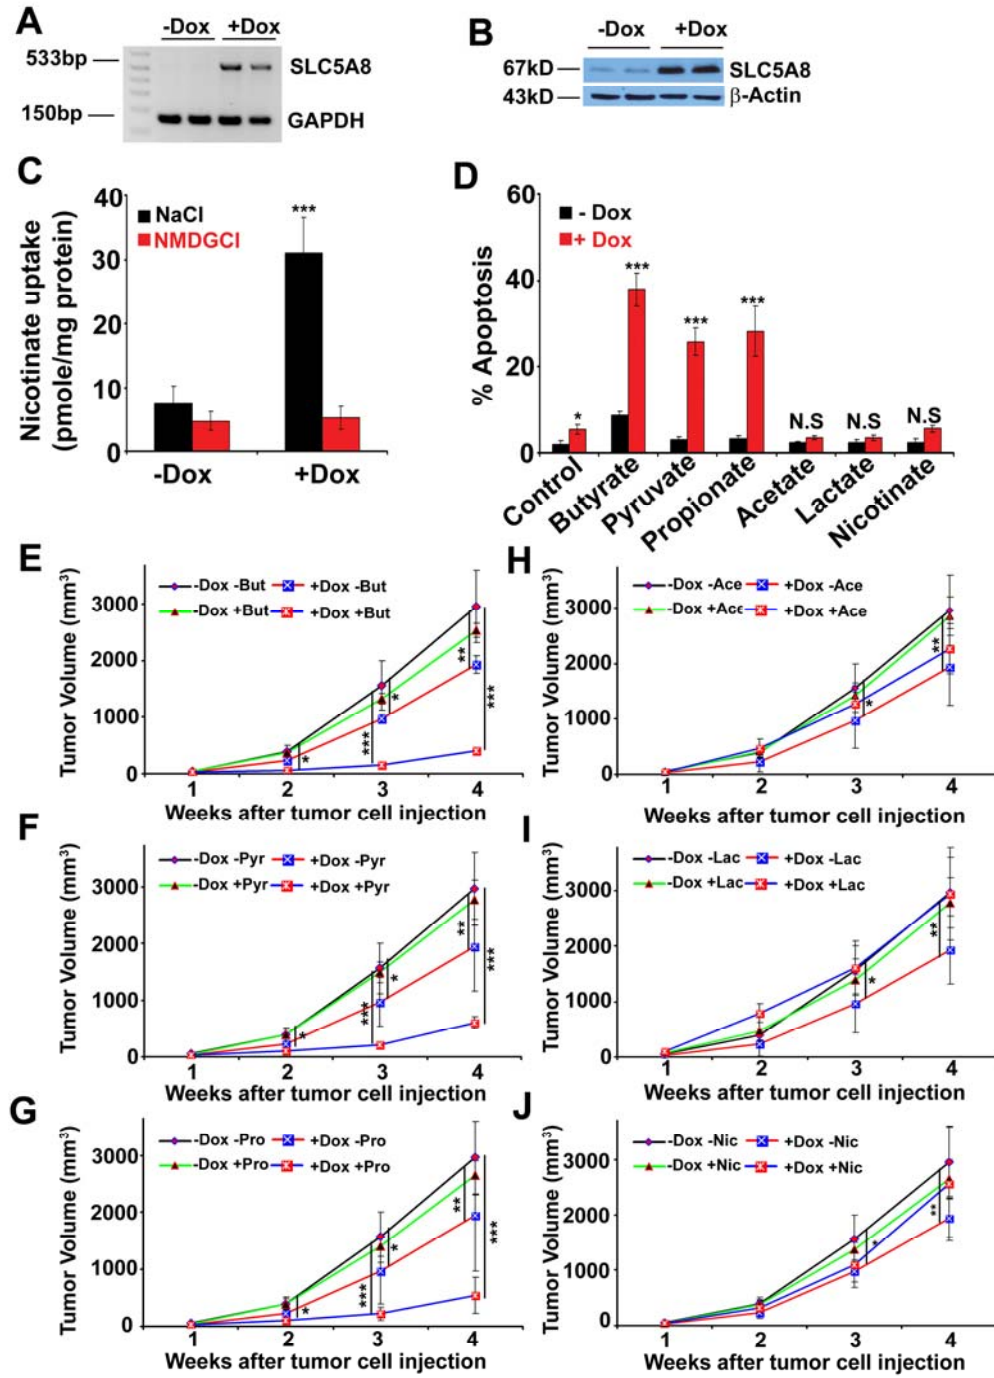 A
-Dox +Dox
533bp
SLC5A8
150bp
GAPDH
B
-Dox +Dox
67kD
SLC5A8
43kD
β-Actin
C
Nicotinate uptake
(pmole/mg protein)
40
30
20
10
0
NaCl
NMDGCl
***
-Dox +Dox
D
% Apoptosis
60
40
20
0
- Dox
+ Dox
* *** *** *** N.S N.S N.S
Control Butyrate Pyruvate Propionate Acetate Lactate Nicotinate
E
Tumor Volume (mm³)
3000
2000
1000
0
-Dox -But +Dox -But
-Dox +But +Dox +But
* *** * ** ***
1 2 3 4
Weeks after tumor cell injection
H
Tumor Volume (mm³)
3000
2000
1000
0
-Dox -Ace +Dox -Ace
-Dox +Ace +Dox +Ace
* **
1 2 3 4
Weeks after tumor cell injection
F
Tumor Volume (mm³)
3000
2000
1000
0
-Dox -Pyr +Dox -Pyr
-Dox +Pyr +Dox +Pyr
* *** * ** ***
1 2 3 4
Weeks after tumor cell injection
I
Tumor Volume (mm³)
3000
2000
1000
0
-Dox -Lac +Dox -Lac
-Dox +Lac +Dox +Lac
* **
1 2 3 4
Weeks after tumor cell injection
G
Tumor Volume (mm³)
3000
2000
1000
0
-Dox -Pro +Dox -Pro
-Dox +Pro +Dox +Pro
* *** * ** ***
1 2 3 4
Weeks after tumor cell injection
J
Tumor Volume (mm³)
3000
2000
1000
0
-Dox -Nic +Dox -Nic
-Dox +Nic +Dox +Nic
* **
1 2 3 4
Weeks after tumor cell injection